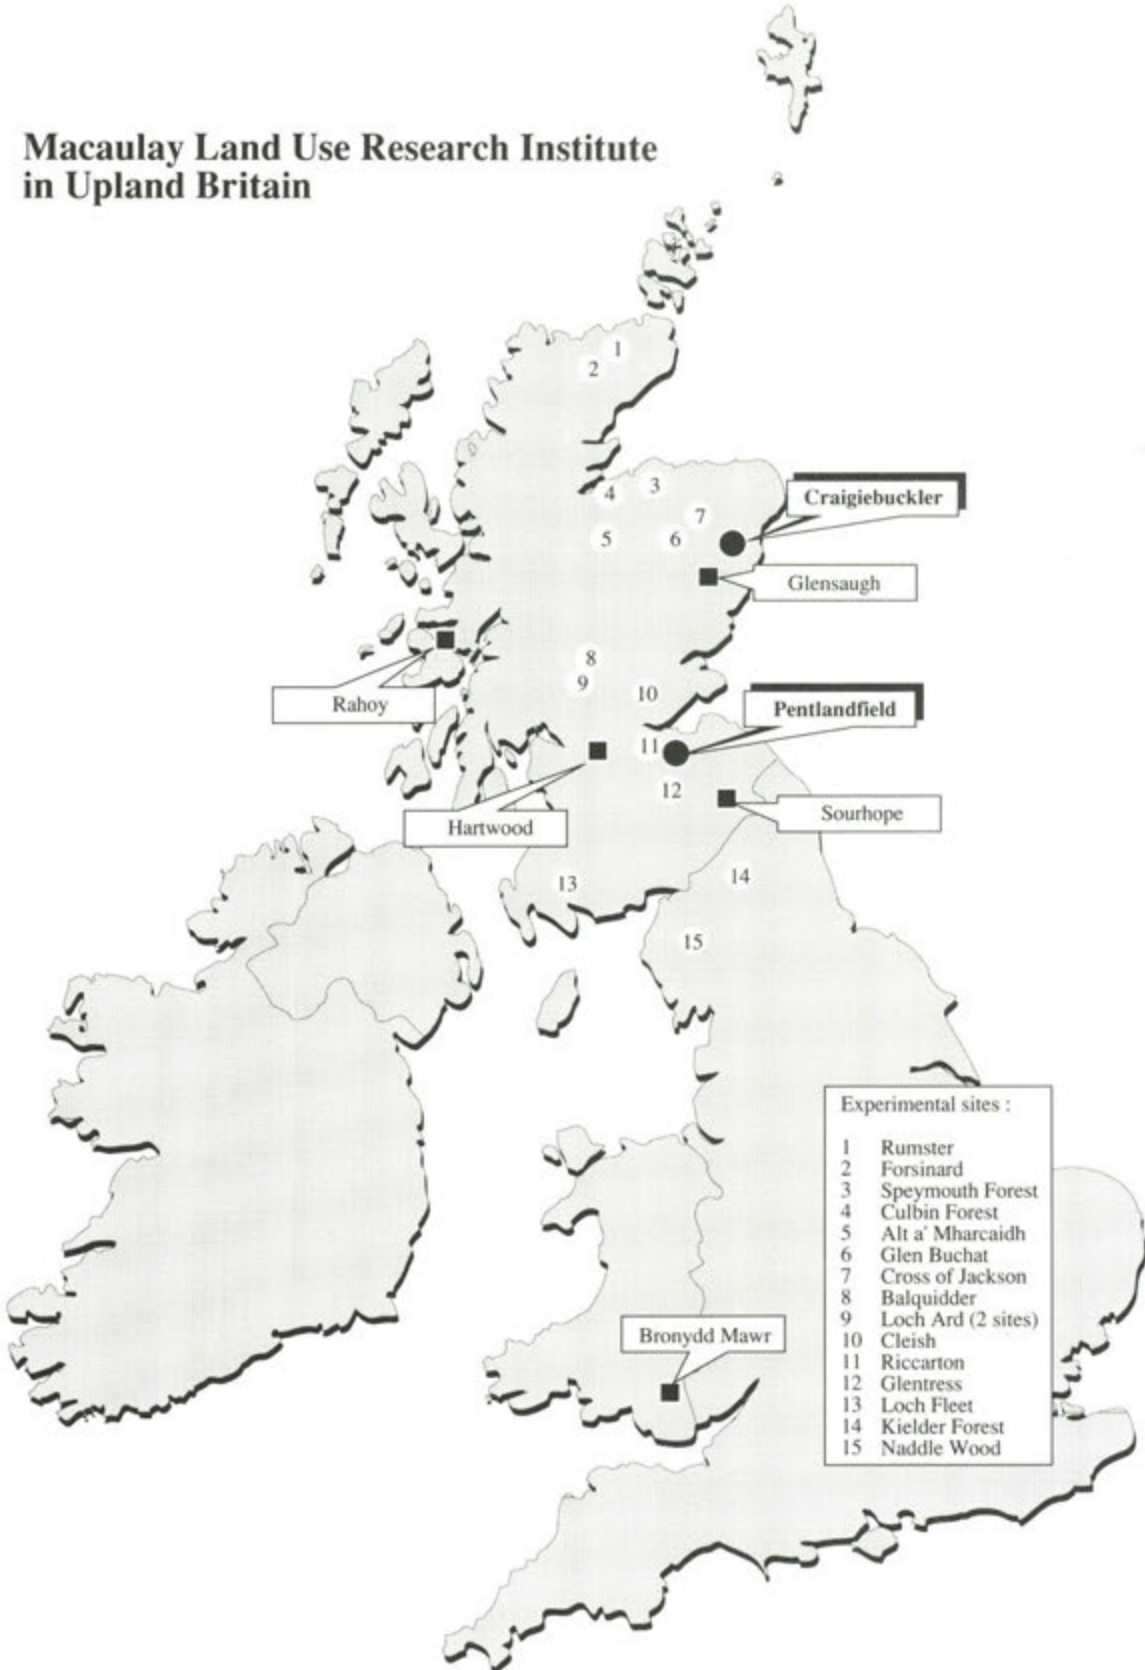 Macaulay Land Use Research Institute
in Upland Britain
1
2
3
4
Craigiebuckler
7
5
6
Glensaugh
8
9
10
Rahoy
Pentlandfield
11
12
Hartwood
Sourhope
13
14
15
Experimental sites :
1 Rumster
2 Forsinard
3 Speymouth Forest
4 Culbin Forest
5 Alt a' Mharcaidh
6 Glen Buchat
7 Cross of Jackson
8 Balquidder
9 Loch Ard (2 sites)
10 Cleish
11 Riccarton
12 Glentress
13 Loch Fleet
14 Kielder Forest
15 Naddle Wood
Bronydd Mawr